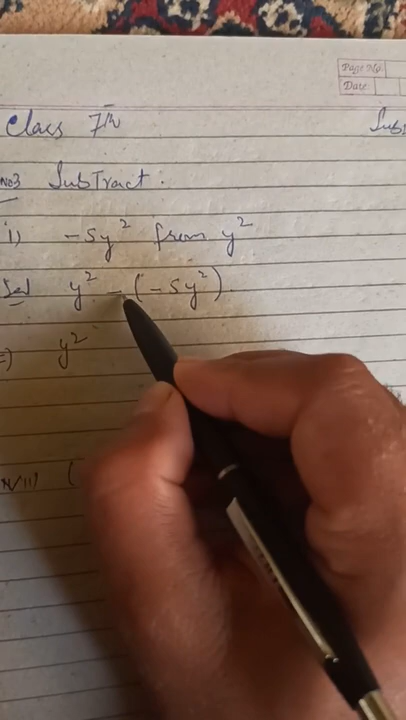 Page No.
Date:
Class 7th
No3 Subtract :
i) -5y² from y²
Sol y² - (-5y²)
=) y²
(